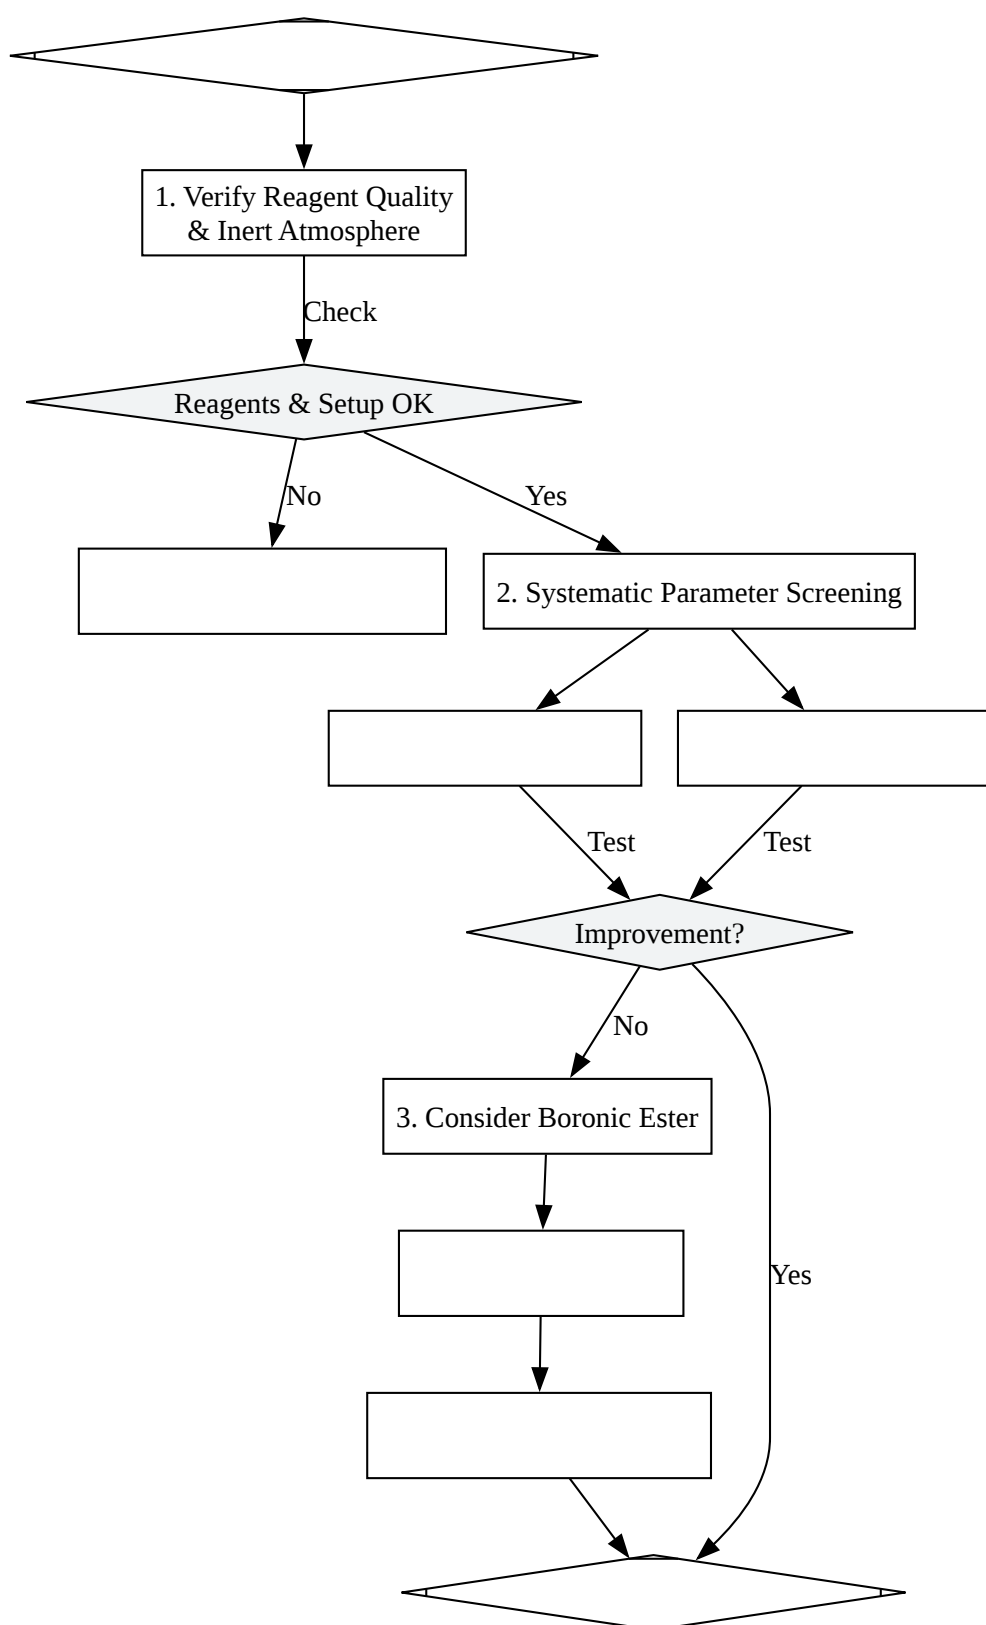 1. Verify Reagent Quality
& Inert Atmosphere
Check
Reagents & Setup OK
No
Yes
2. Systematic Parameter Screening
Test
Test
Improvement?
No
3. Consider Boronic Ester
Yes